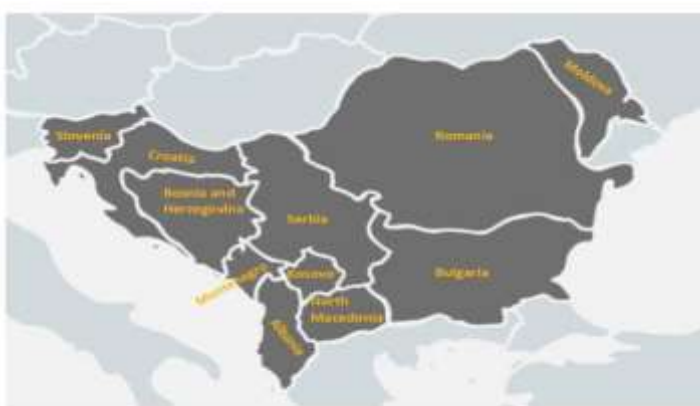 Moldova
Romania
Slovenia
Croatia
Bosnia and
Herzegovina
Serbia
Montenegro
Kosovo
Bulgaria
North
Macedonia
Albania